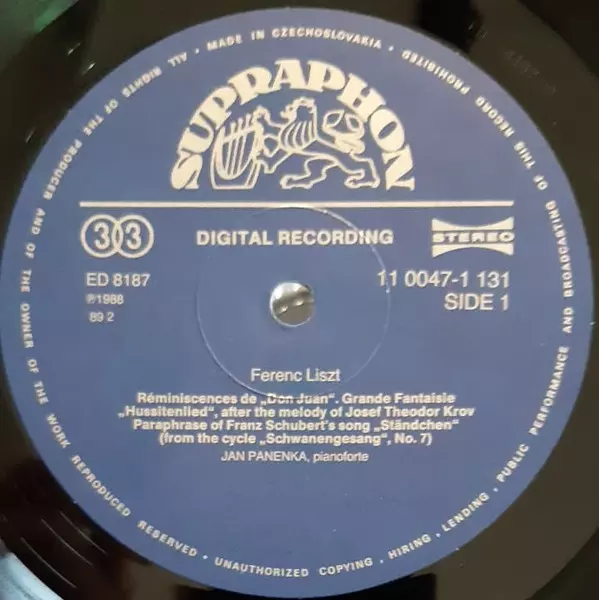 ALL RIGHTS OF THE PRODUCER AND OF THE OWNER OF THE WORK REPRODUCED RESERVED • UNAUTHORIZED COPYING, HIRING, LENDING, PUBLIC PERFORMANCE AND BROADCASTING OF THIS RECORD PROHIBITED • MADE IN CZECHOSLOVAKIA •
SUPRAPHON
33 DIGITAL RECORDING STEREO
ED 8187 11 0047-1 131
℗1988 SIDE 1
89 2
Ferenc Liszt
Réminiscences de „Don Juan“. Grande Fantaisie
„Hussitenlied“, after the melody of Josef Theodor Krov
Paraphrase of Franz Schubert's song „Ständchen“
(from the cycle „Schwanengesang“, No. 7)
JAN PANENKA, pianoforte